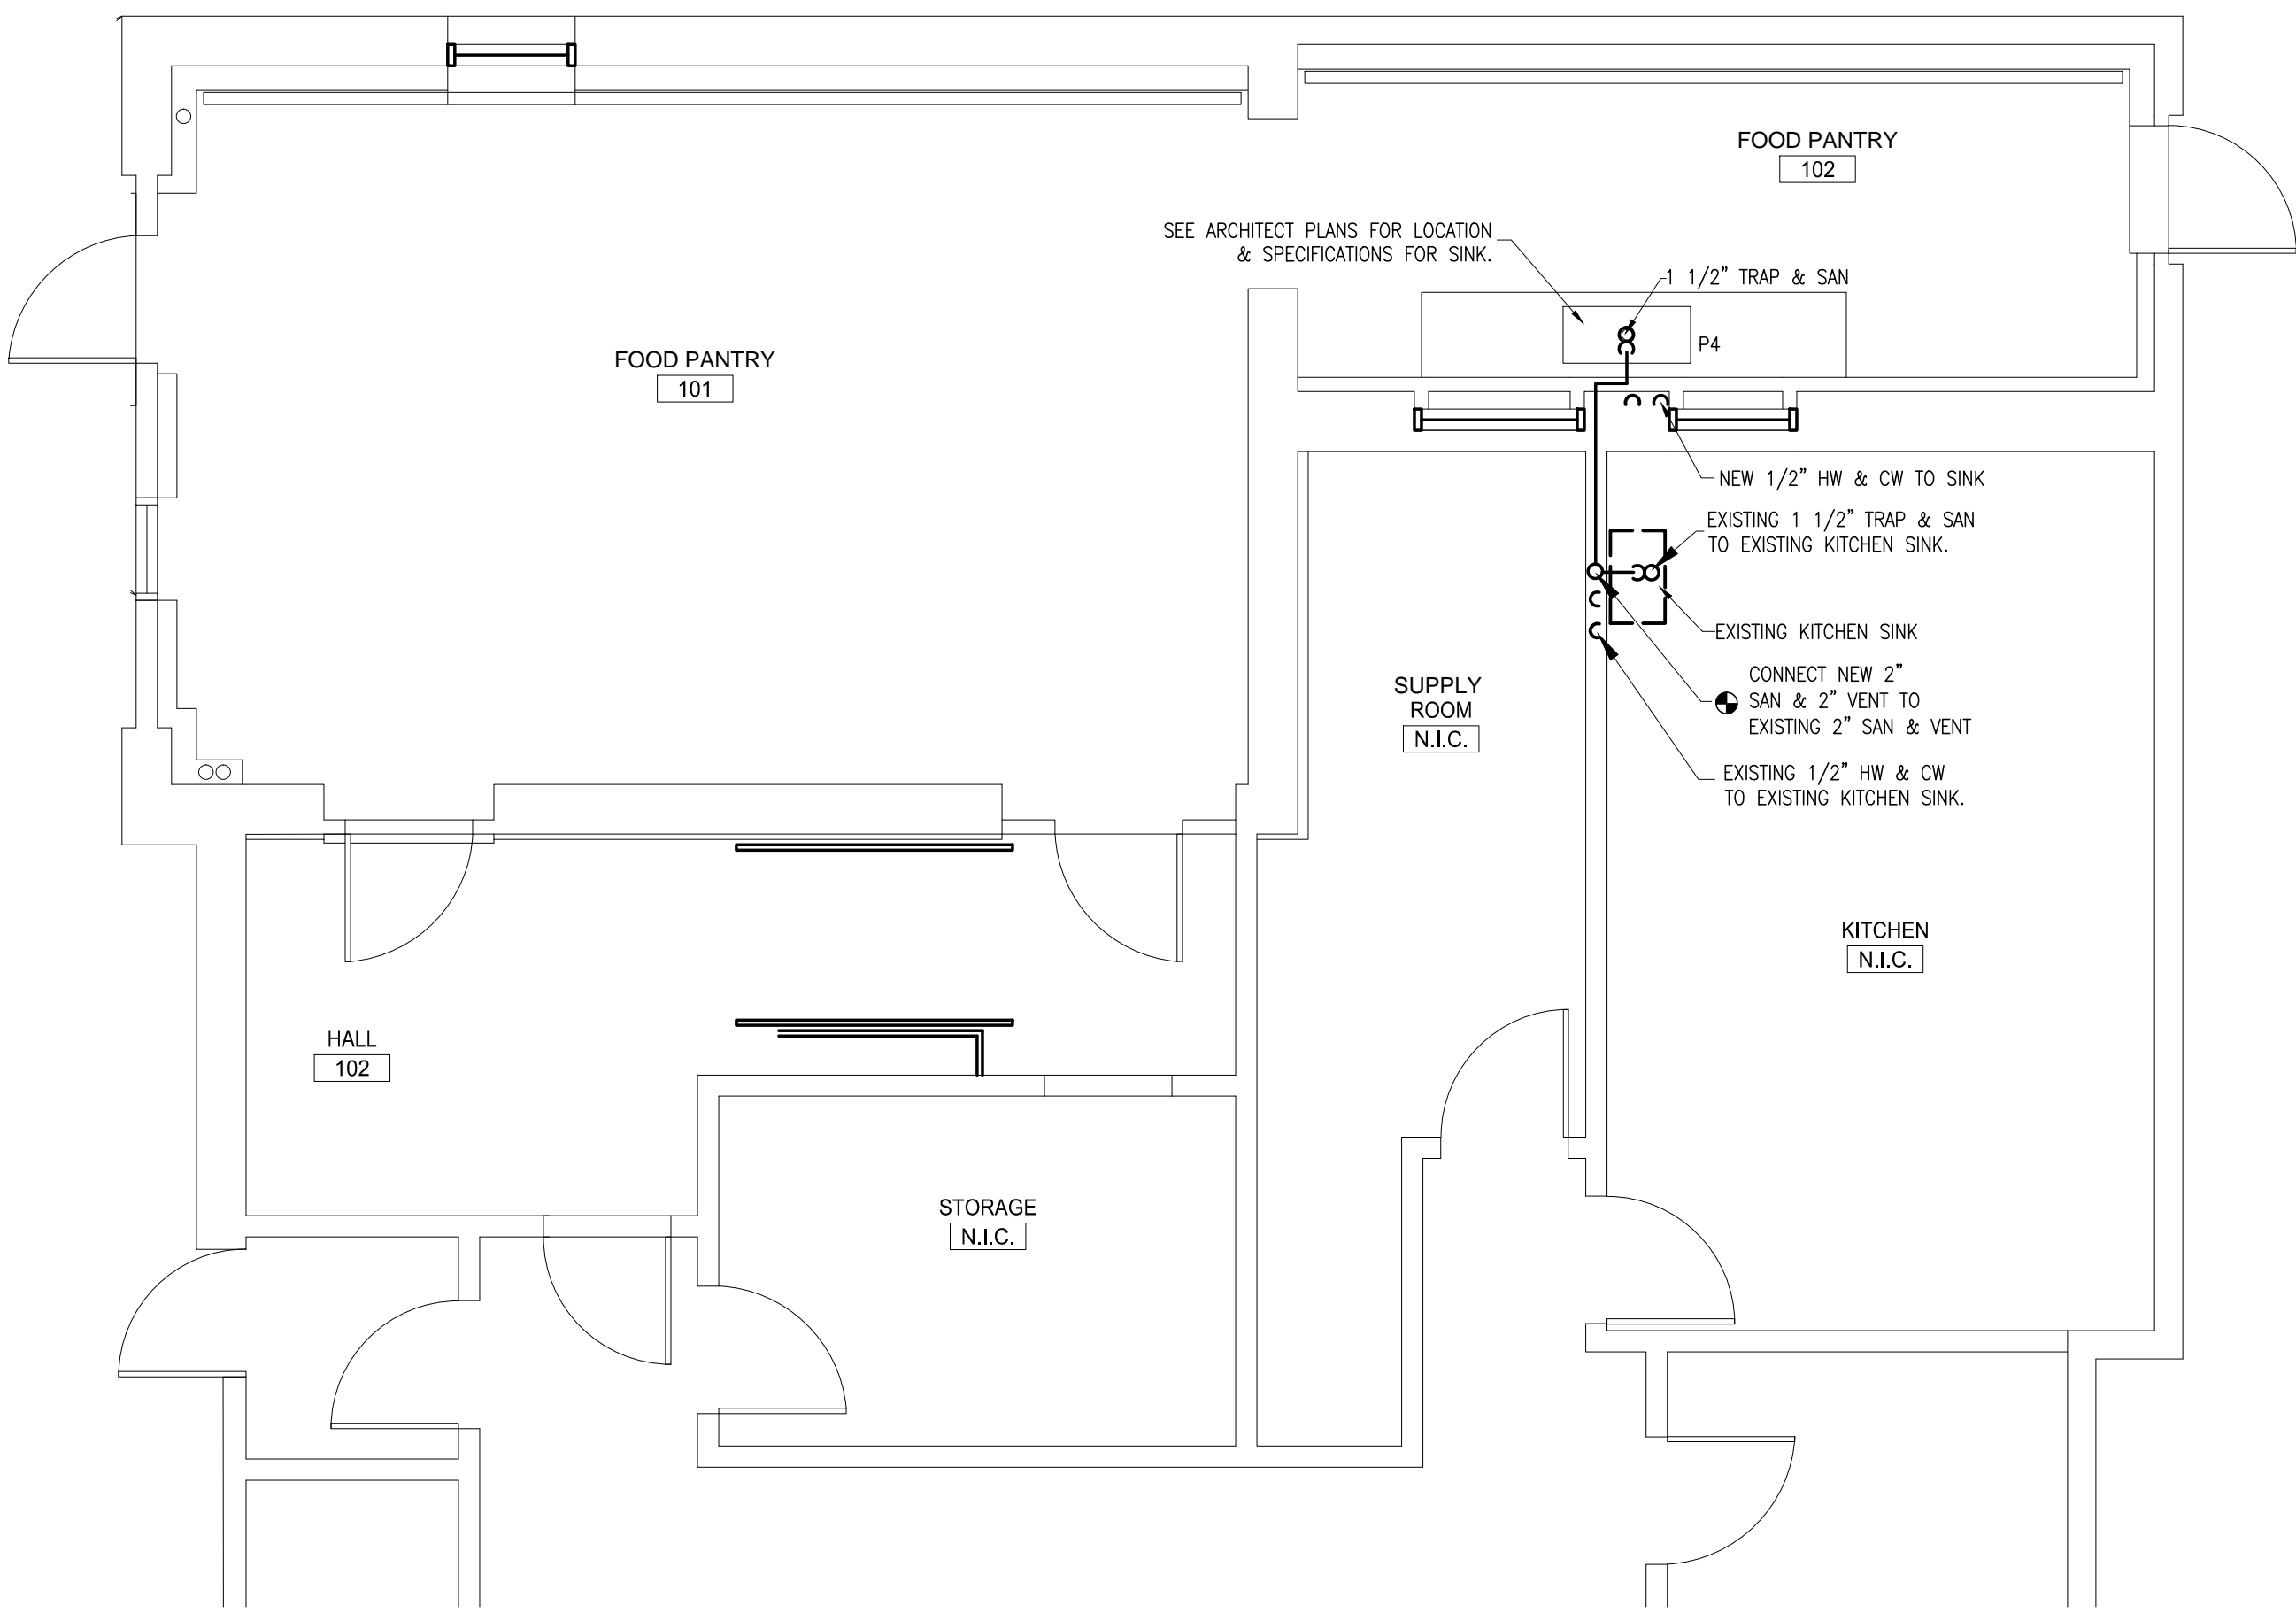 FOOD PANTRY
102
SEE ARCHITECT PLANS FOR LOCATION
& SPECIFICATIONS FOR SINK.
1 1/2" TRAP & SAN
P4
FOOD PANTRY
101
NEW 1/2" HW & CW TO SINK
EXISTING 1 1/2" TRAP & SAN
TO EXISTING KITCHEN SINK.
EXISTING KITCHEN SINK
CONNECT NEW 2"
SAN & 2" VENT TO
EXISTING 2" SAN & VENT
EXISTING 1/2" HW & CW
TO EXISTING KITCHEN SINK.
SUPPLY
ROOM
N.I.C.
KITCHEN
N.I.C.
HALL
102
STORAGE
N.I.C.